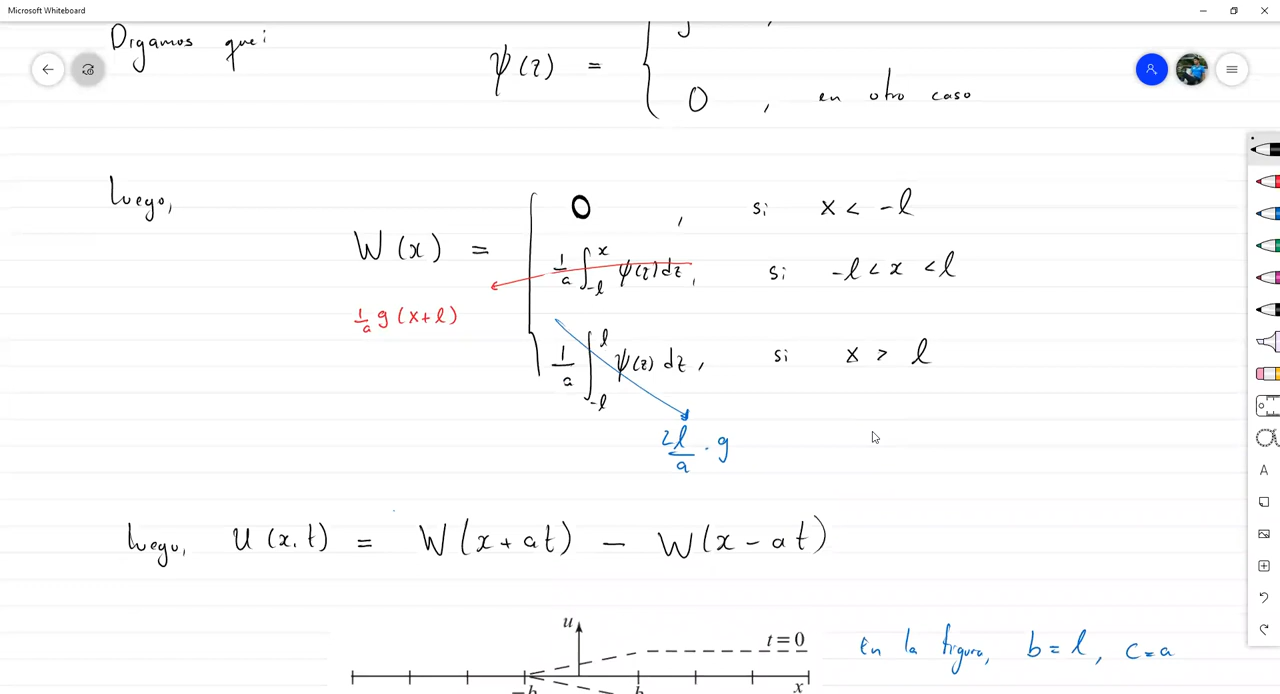 Microsoft Whiteboard
Digamos que:
ψ(z) = {
0 , en otro caso
luego,
W(x) = {
0 , si x < -l
1/a ∫_{-l}^{x} ψ(z) dz, si -l < x < l
1/a g (x+l)
1/a ∫_{-l}^{l} ψ(z) dz, si x > l
2l/a · g
luego, u(x,t) = W(x + at) - W(x - at)
u
t = 0
En la figura, b = l, c = a
-b b x
A